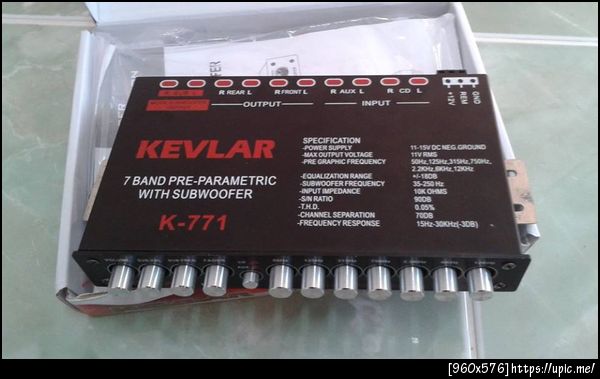 R REAR L
R FRONT L
R AUX L
R CD L
OUTPUT
INPUT
+12V
REM
GND
KEVLAR
7 BAND PRE-PARAMETRIC
WITH SUBWOOFER
K-771
SPECIFICATION
-POWER SUPPLY 11-15V DC NEG.GROUND
-MAX OUTPUT VOLTAGE 11V RMS
-PRE GRAPHIC FREQUENCY 50Hz,125Hz,315Hz,750Hz,
2.2KHz,6KHz,12KHz
-EQUALIZATION RANGE +/-18DB
-SUBWOOFER FREQUENCY 35-250 Hz
-INPUT IMPEDANCE 10K OHMS
-S/N RATIO 90DB
-T.H.D. 0.05%
-CHANNEL SEPARATION 70DB
-FREQUENCY RESPONSE 15Hz-30KHz(-3DB)
[960x576]https://upic.me/